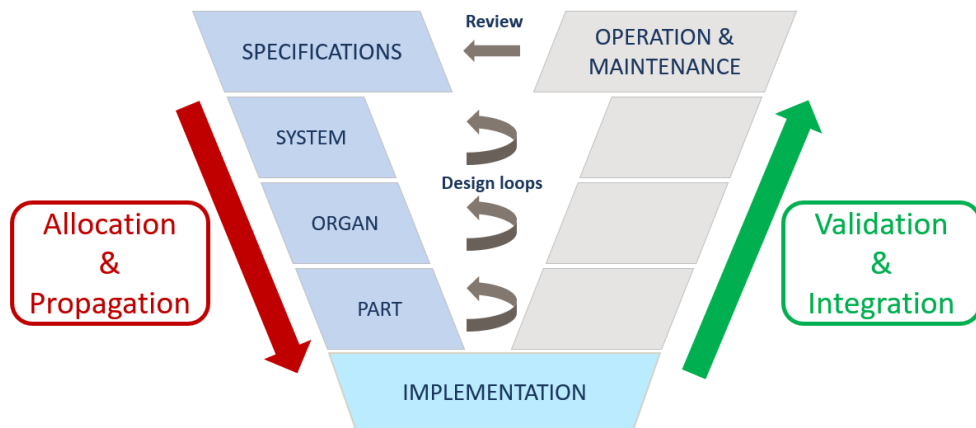 Review
SPECIFICATIONS
OPERATION &
MAINTENANCE
SYSTEM
Design loops
ORGAN
PART
IMPLEMENTATION
Allocation
&
Propagation
Validation
&
Integration